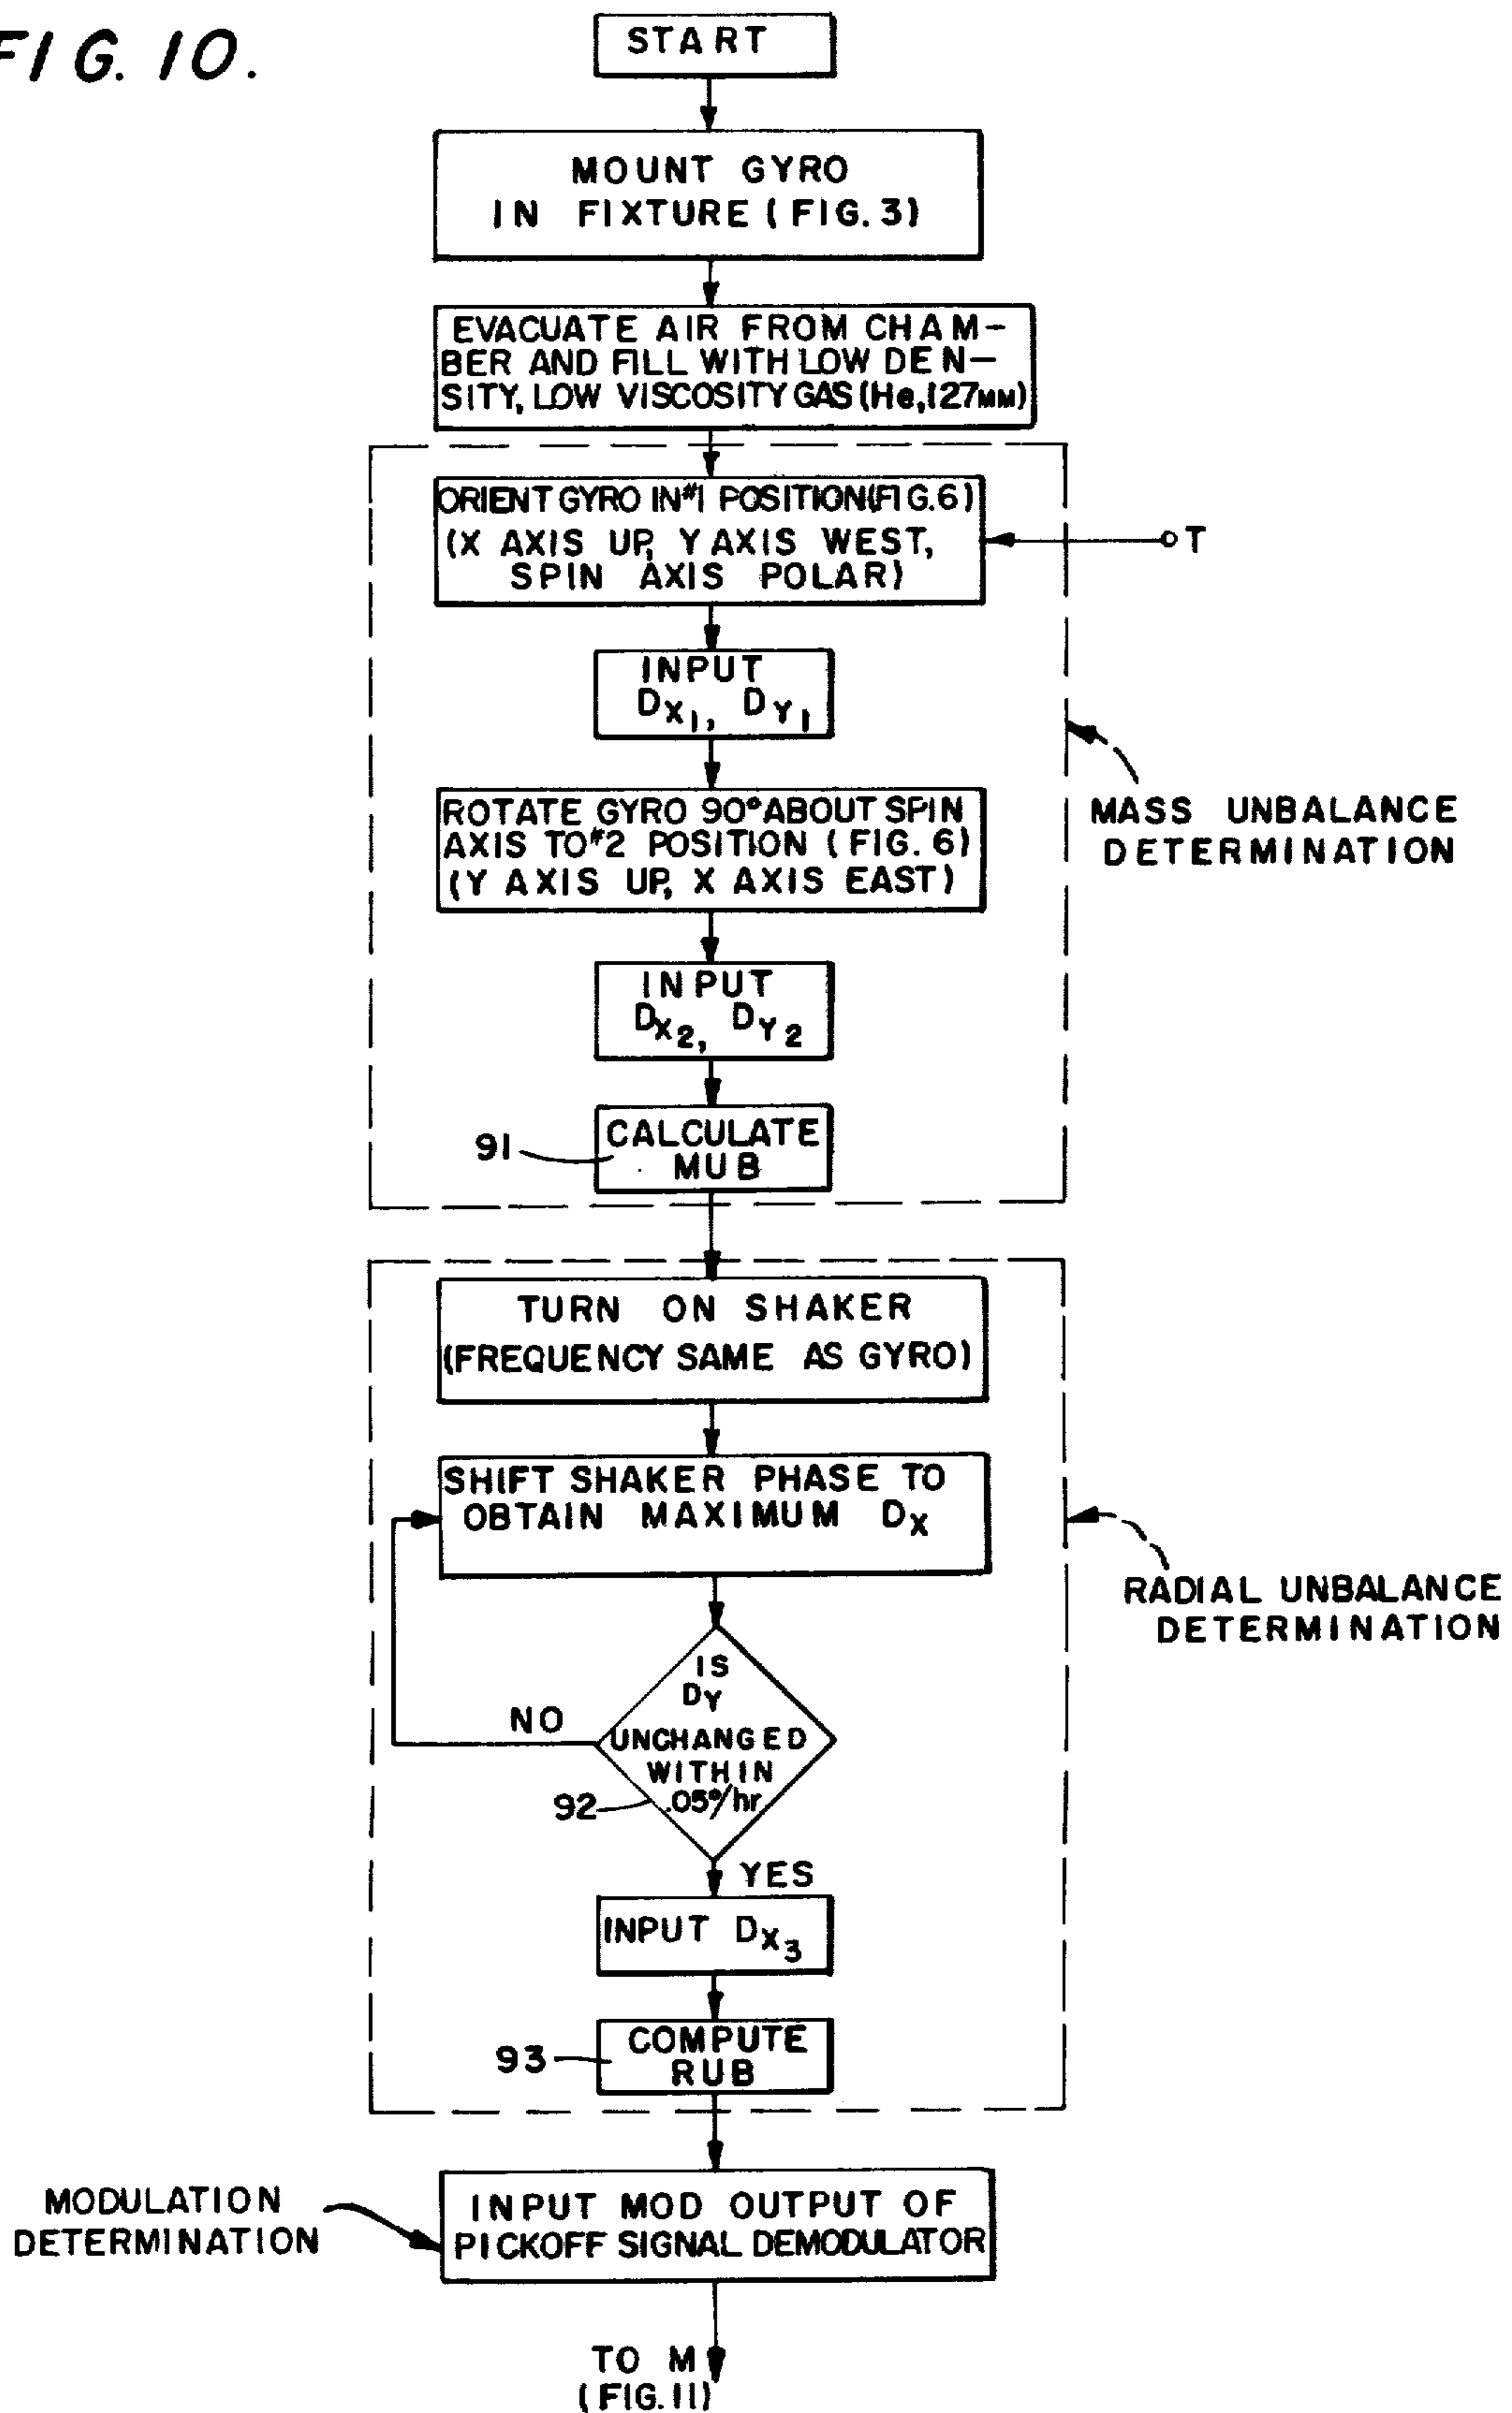 FIG. 10.
START
MOUNT GYRO
IN FIXTURE (FIG. 3)
EVACUATE AIR FROM CHAM-
BER AND FILL WITH LOW DEN-
SITY, LOW VISCOSITY GAS (He, 127MM)
ORIENT GYRO IN #1 POSITION (FIG. 6)
(X AXIS UP, Y AXIS WEST,
SPIN AXIS POLAR)
T
INPUT
DX1, DY1
ROTATE GYRO 90° ABOUT SPIN
AXIS TO #2 POSITION (FIG. 6)
(Y AXIS UP, X AXIS EAST)
MASS UNBALANCE
DETERMINATION
INPUT
DX2, DY2
91
CALCULATE
MUB
TURN ON SHAKER
(FREQUENCY SAME AS GYRO)
SHIFT SHAKER PHASE TO
OBTAIN MAXIMUM DX
RADIAL UNBALANCE
DETERMINATION
IS
DY
UNCHANGED
WITHIN
.05°/hr
NO
92
YES
INPUT DX3
93
COMPUTE
RUB
MODULATION
DETERMINATION
INPUT MOD OUTPUT OF
PICKOFF SIGNAL DEMODULATOR
TO M
(FIG. 11)